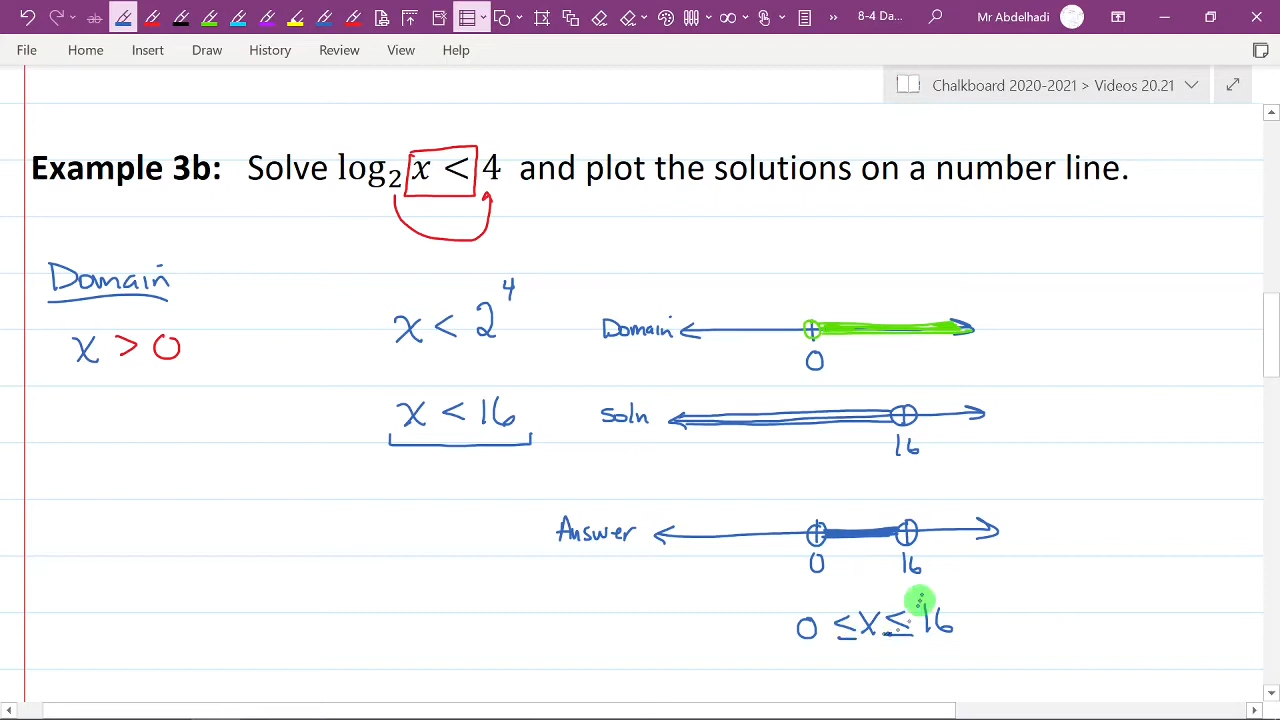 8-4 Da...
Mr Abdelhadi
File Home Insert Draw History Review View Help
Chalkboard 2020-2021 > Videos 20.21
Example 3b: Solve log₂ x < 4 and plot the solutions on a number line.
Domain
x > 0
x < 2⁴
x < 16
Domain
0
Soln
16
Answer
0 16
0 ≤ x ≤ 16